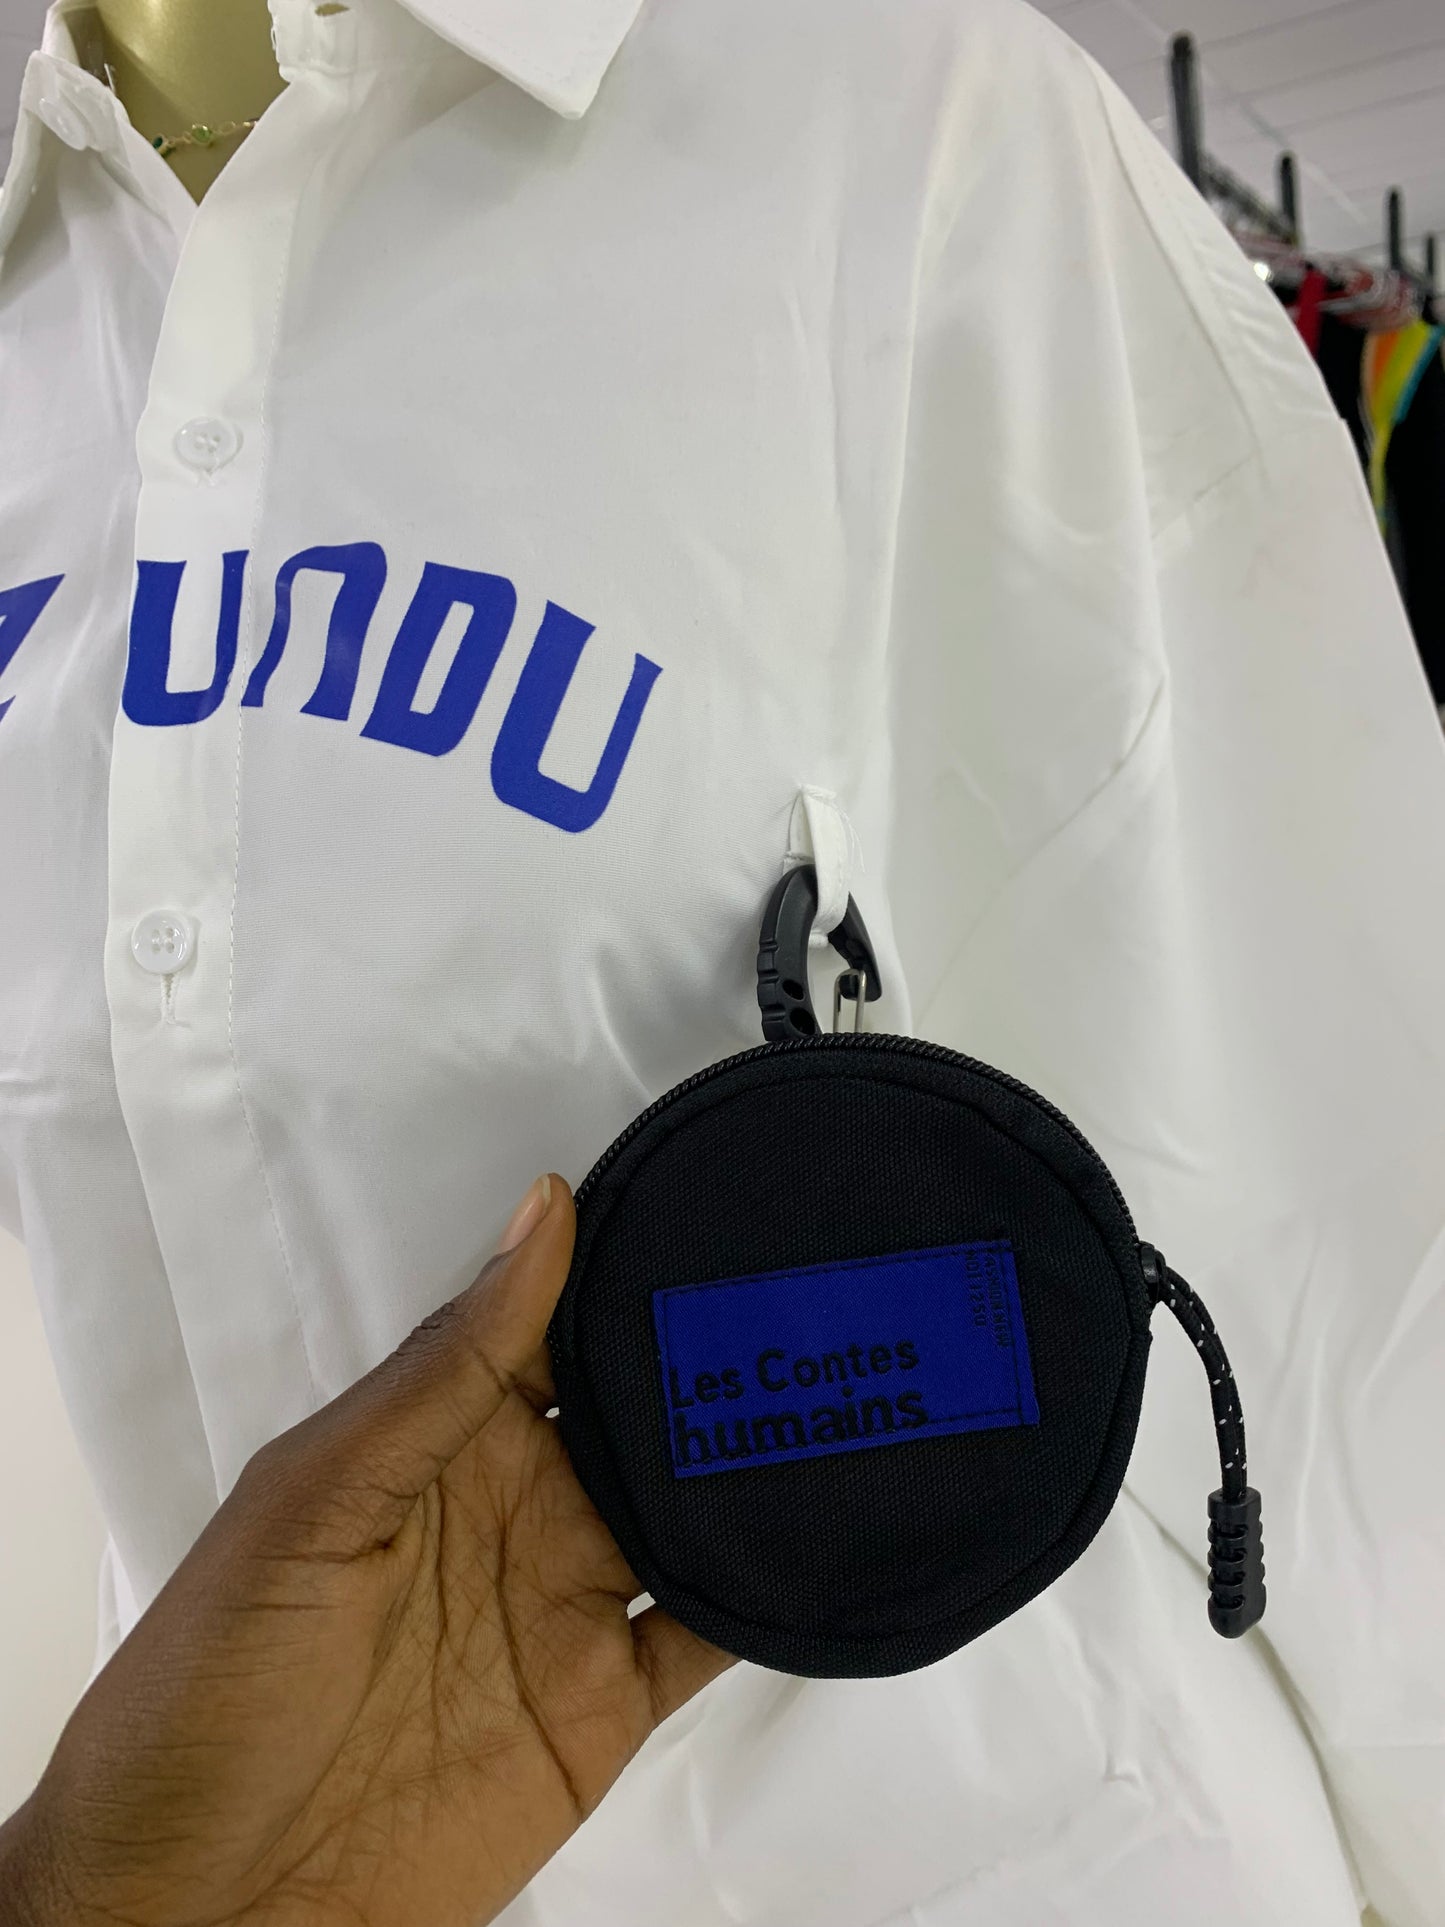 UNDU
Les Contes
humains